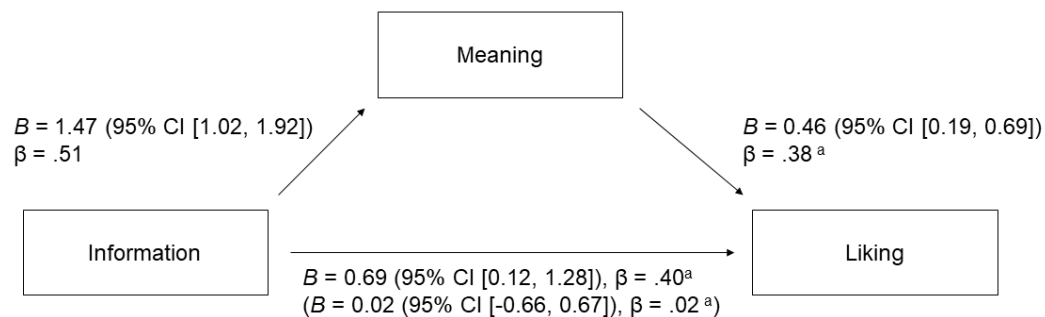 Meaning
B = 1.47 (95% CI [1.02, 1.92])
β = .51
B = 0.46 (95% CI [0.19, 0.69])
β = .38 ᵃ
Information
Liking
B = 0.69 (95% CI [0.12, 1.28]), β = .40ᵃ
(B = 0.02 (95% CI [-0.66, 0.67]), β = .02 ᵃ)